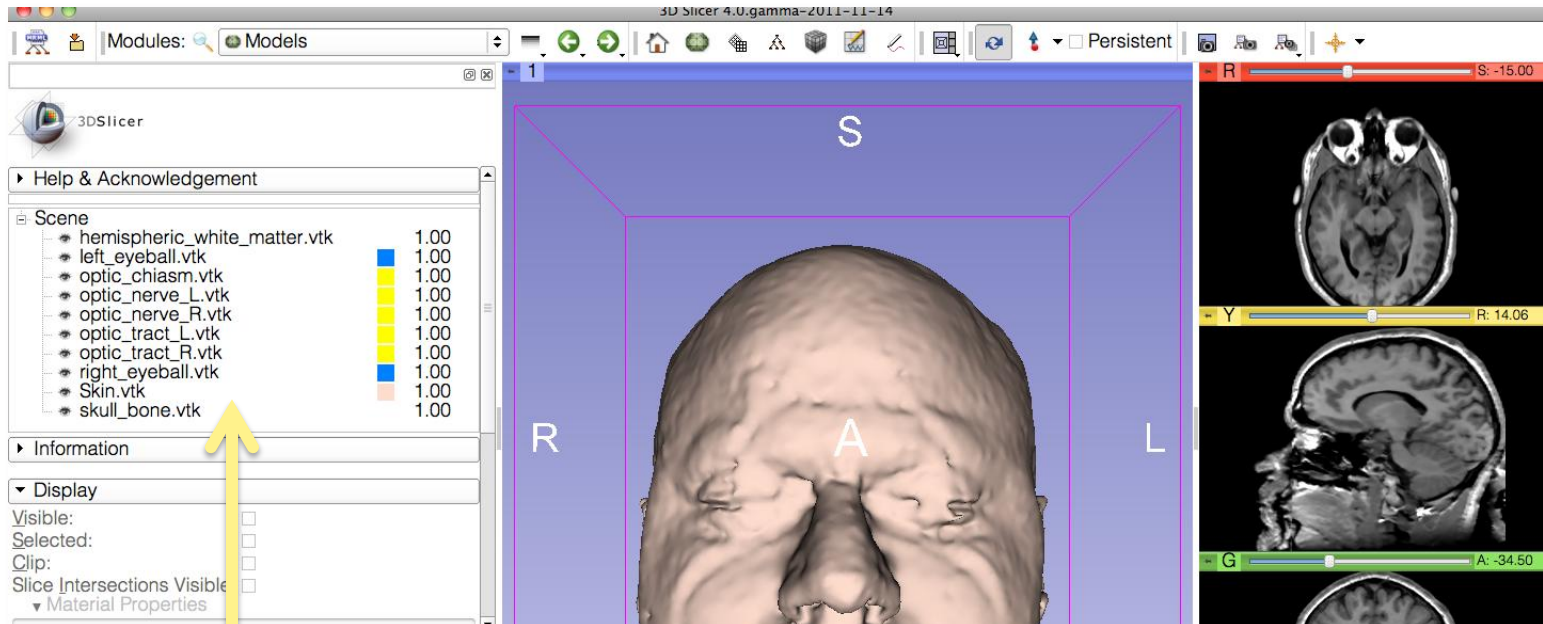 3D Slicer 4.0.gamma-2011-11-14
Modules: Models Persistent
1
R S: -15.00
3DSlicer
S
Help & Acknowledgement
Scene
hemispheric_white_matter.vtk 1.00
left_eyeball.vtk 1.00
optic_chiasm.vtk 1.00
optic_nerve_L.vtk 1.00
optic_nerve_R.vtk 1.00
optic_tract_L.vtk 1.00
optic_tract_R.vtk 1.00
right_eyeball.vtk 1.00
Skin.vtk 1.00
skull_bone.vtk 1.00
Y R: 14.06
R A L
Information
Display
Visible:
Selected:
Clip:
Slice Intersections Visible
Material Properties
G A: -34.50